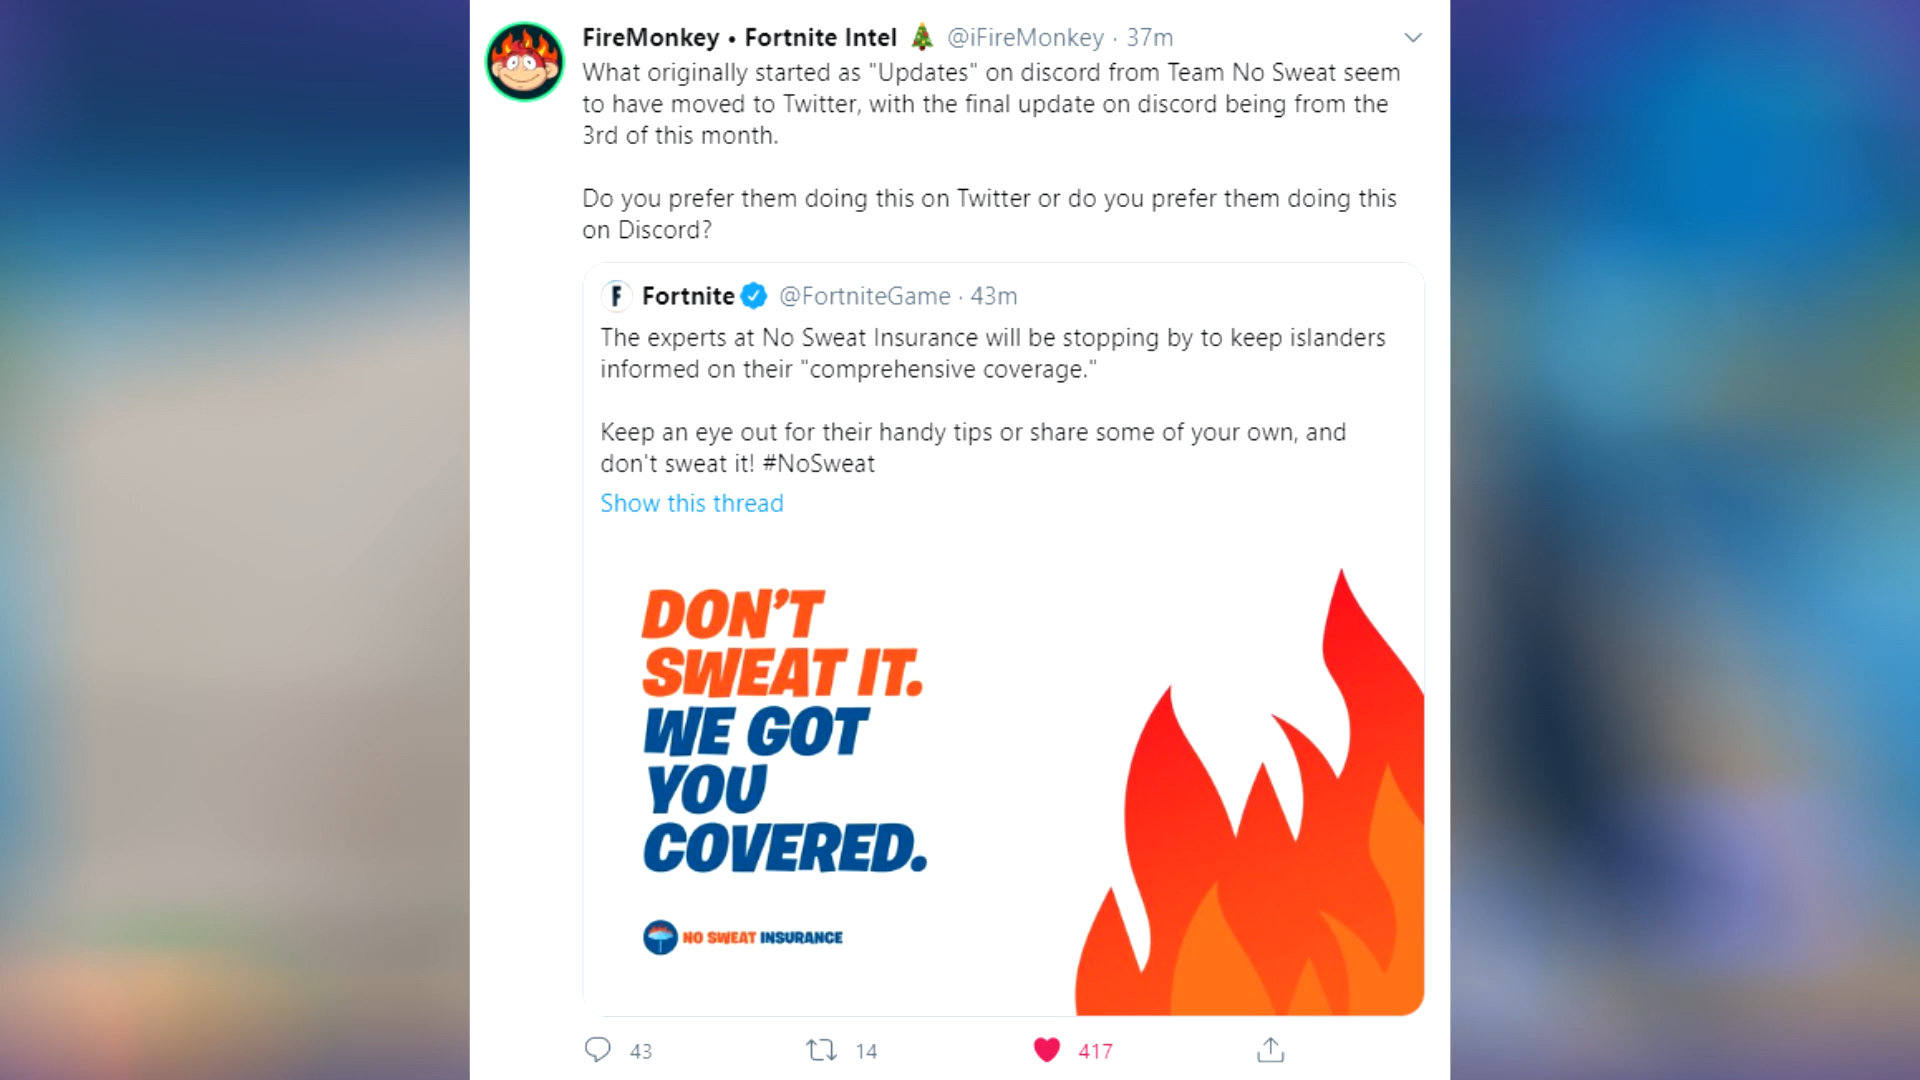 FireMonkey • Fortnite Intel 🎄 @iFireMonkey · 37m
What originally started as "Updates" on discord from Team No Sweat seem
to have moved to Twitter, with the final update on discord being from the
3rd of this month.
Do you prefer them doing this on Twitter or do you prefer them doing this
on Discord?
F Fortnite @FortniteGame · 43m
The experts at No Sweat Insurance will be stopping by to keep islanders
informed on their "comprehensive coverage."
Keep an eye out for their handy tips or share some of your own, and
don't sweat it! #NoSweat
Show this thread
DON'T
SWEAT IT.
WE GOT
YOU
COVERED.
NO SWEAT INSURANCE
43 14 417